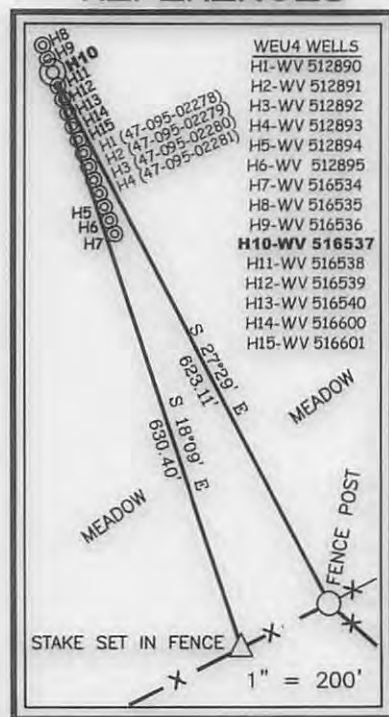 REFERENCES
H8
H9
H10
H11
H12
H13
H14
H15
H1 (47-095-02278)
H2 (47-095-02279)
H3 (47-095-02280)
H4 (47-095-02281)
H5
H6
H7
WEU4 WELLS
H1-WV 512890
H2-WV 512891
H3-WV 512892
H4-WV 512893
H5-WV 512894
H6-WV 512895
H7-WV 516534
H8-WV 516535
H9-WV 516536
H10-WV 516537
H11-WV 516538
H12-WV 516539
H13-WV 516540
H14-WV 516600
H15-WV 516601
S 27°29' E
623.11'
S 18°09' E
630.40'
MEADOW
MEADOW
FENCE POST
STAKE SET IN FENCE
1" = 200'